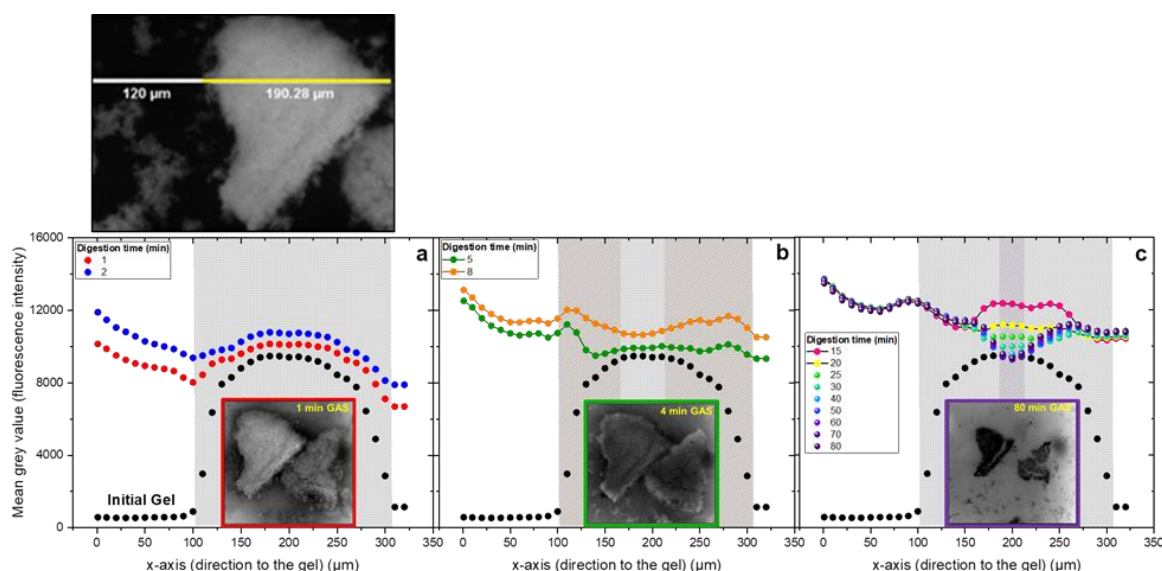 120 µm
190.28 µm
Mean grey value (fluorescence intensity)
16000
12000
8000
4000
0
Digestion time (min)
1
2
a
Initial Gel
1 min GAS
0 50 100 150 200 250 300 350
x-axis (direction to the gel) (µm)
Digestion time (min)
5
8
b
4 min GAS
0 50 100 150 200 250 300 350
x-axis (direction to the gel) (µm)
c
Digestion time (min)
15
20
25
30
40
50
60
70
80
80 min GAS
0 50 100 150 200 250 300 350
x-axis (direction to the gel) (µm)